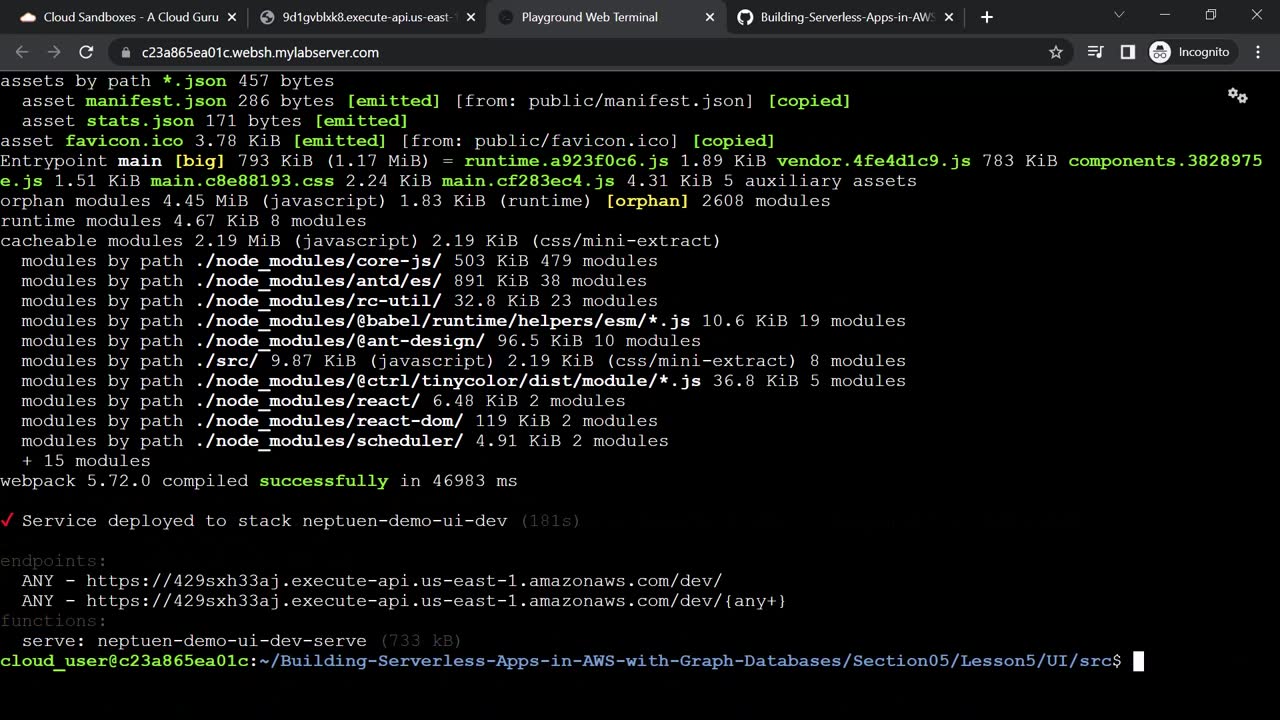 Cloud Sandboxes - A Cloud Guru
9d1gvblxk8.execute-api.us-east-
Playground Web Terminal
Building-Serverless-Apps-in-AWS
c23a865ea01c.websh.mylabserver.com
Incognito
assets by path *.json 457 bytes
asset manifest.json 286 bytes [emitted] [from: public/manifest.json] [copied]
asset stats.json 171 bytes [emitted]
asset favicon.ico 3.78 KiB [emitted] [from: public/favicon.ico] [copied]
Entrypoint main [big] 793 KiB (1.17 MiB) = runtime.a923f0c6.js 1.89 KiB vendor.4fe4d1c9.js 783 KiB components.3828975
e.js 1.51 KiB main.c8e88193.css 2.24 KiB main.cf283ec4.js 4.31 KiB 5 auxiliary assets
orphan modules 4.45 MiB (javascript) 1.83 KiB (runtime) [orphan] 2608 modules
runtime modules 4.67 KiB 8 modules
cacheable modules 2.19 MiB (javascript) 2.19 KiB (css/mini-extract)
modules by path ./node_modules/core-js/ 503 KiB 479 modules
modules by path ./node_modules/antd/es/ 891 KiB 38 modules
modules by path ./node_modules/rc-util/ 32.8 KiB 23 modules
modules by path ./node_modules/@babel/runtime/helpers/esm/*.js 10.6 KiB 19 modules
modules by path ./node_modules/@ant-design/ 96.5 KiB 10 modules
modules by path ./src/ 9.87 KiB (javascript) 2.19 KiB (css/mini-extract) 8 modules
modules by path ./node_modules/@ctrl/tinycolor/dist/module/*.js 36.8 KiB 5 modules
modules by path ./node_modules/react/ 6.48 KiB 2 modules
modules by path ./node_modules/react-dom/ 119 KiB 2 modules
modules by path ./node_modules/scheduler/ 4.91 KiB 2 modules
+ 15 modules
webpack 5.72.0 compiled successfully in 46983 ms
✓ Service deployed to stack neptuen-demo-ui-dev (181s)
endpoints:
ANY - https://429sxh33aj.execute-api.us-east-1.amazonaws.com/dev/
ANY - https://429sxh33aj.execute-api.us-east-1.amazonaws.com/dev/{any+}
functions:
serve: neptuen-demo-ui-dev-serve (733 kB)
cloud_user@c23a865ea01c:~/Building-Serverless-Apps-in-AWS-with-Graph-Databases/Section05/Lesson5/UI/src$